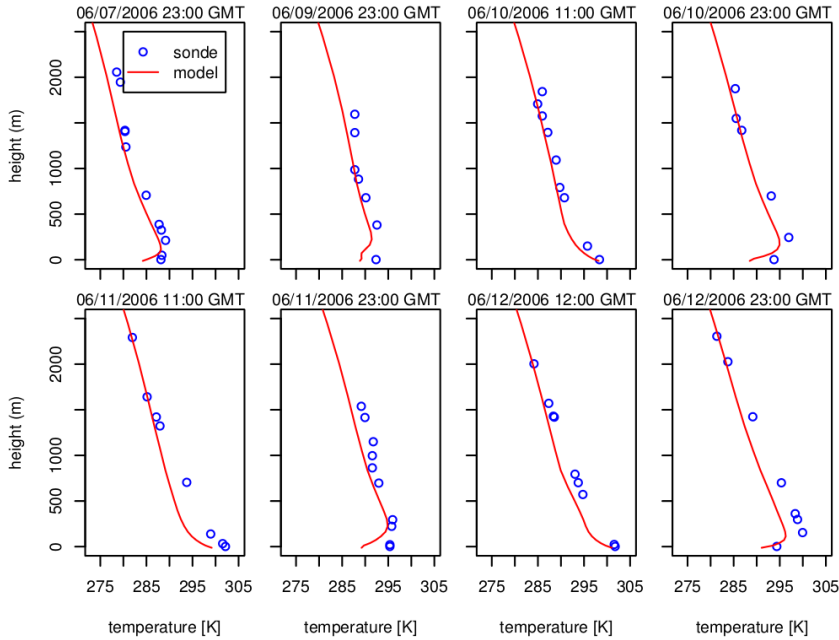 06/07/2006 23:00 GMT
06/09/2006 23:00 GMT
06/10/2006 11:00 GMT
06/10/2006 23:00 GMT
sonde
model
height (m)
2000
1000
500
0
06/11/2006 11:00 GMT
06/11/2006 23:00 GMT
06/12/2006 12:00 GMT
06/12/2006 23:00 GMT
height (m)
2000
1000
500
0
275 285 295 305
275 285 295 305
275 285 295 305
275 285 295 305
temperature [K]
temperature [K]
temperature [K]
temperature [K]